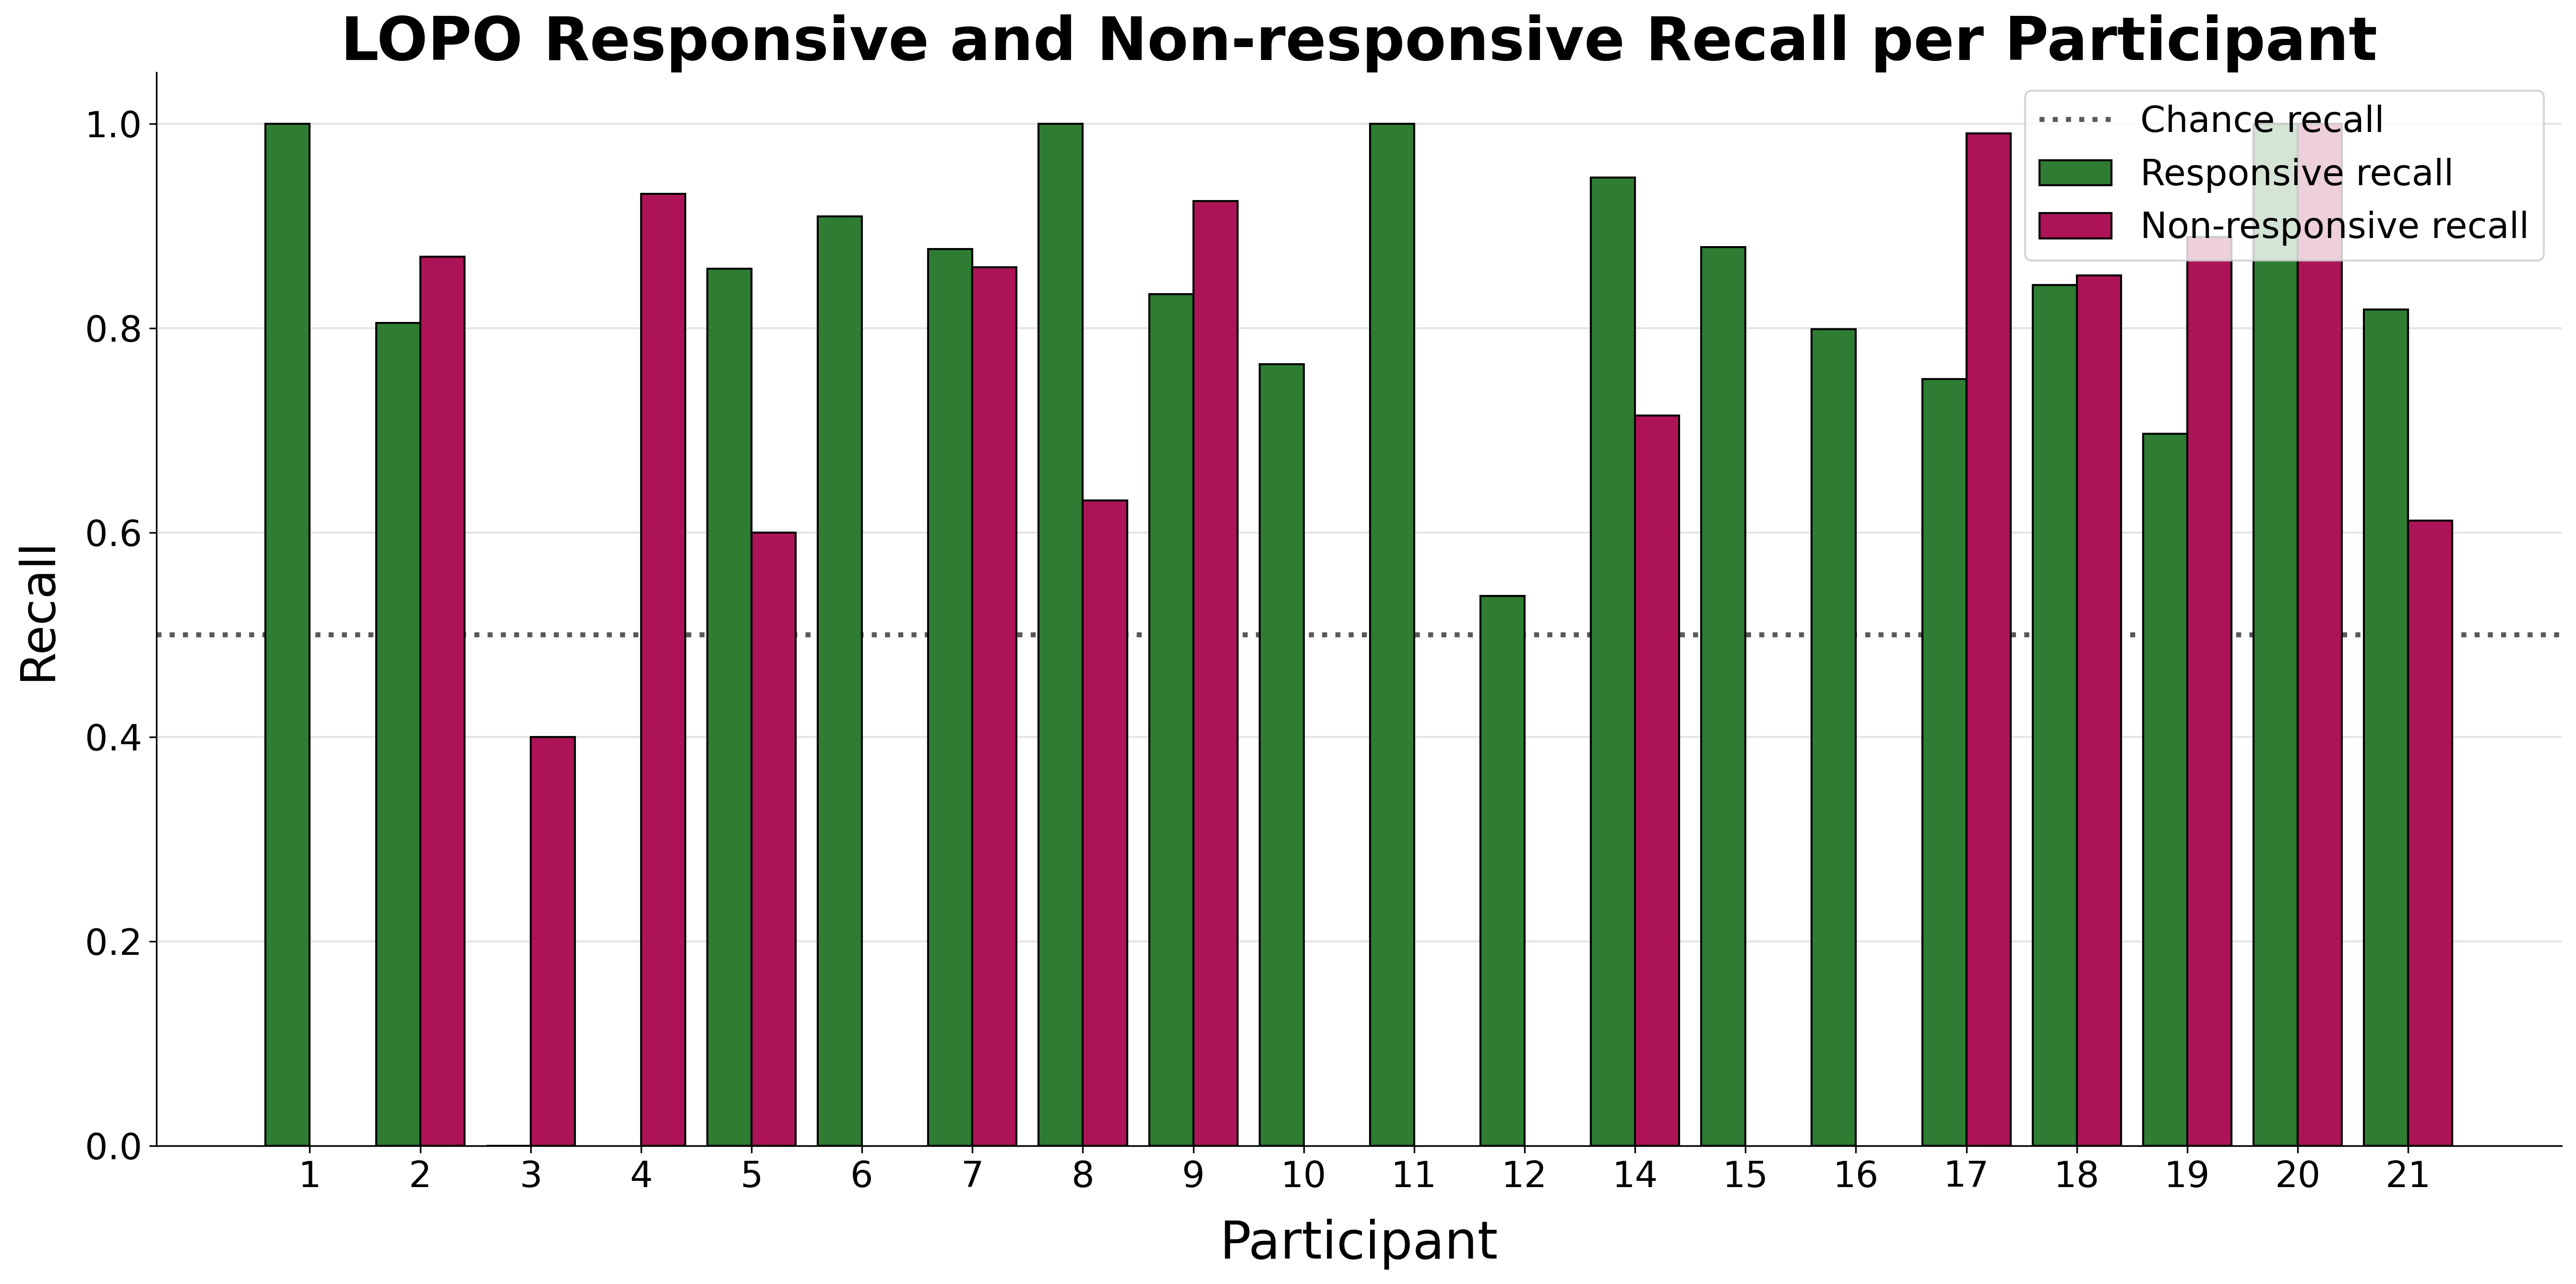 LOPO Responsive and Non-responsive Recall per Participant
Chance recall
Responsive recall
Non-responsive recall
Recall
1.0
0.8
0.6
0.4
0.2
0.0
1 2 3 4 5 6 7 8 9 10 11 12 14 15 16 17 18 19 20 21
Participant